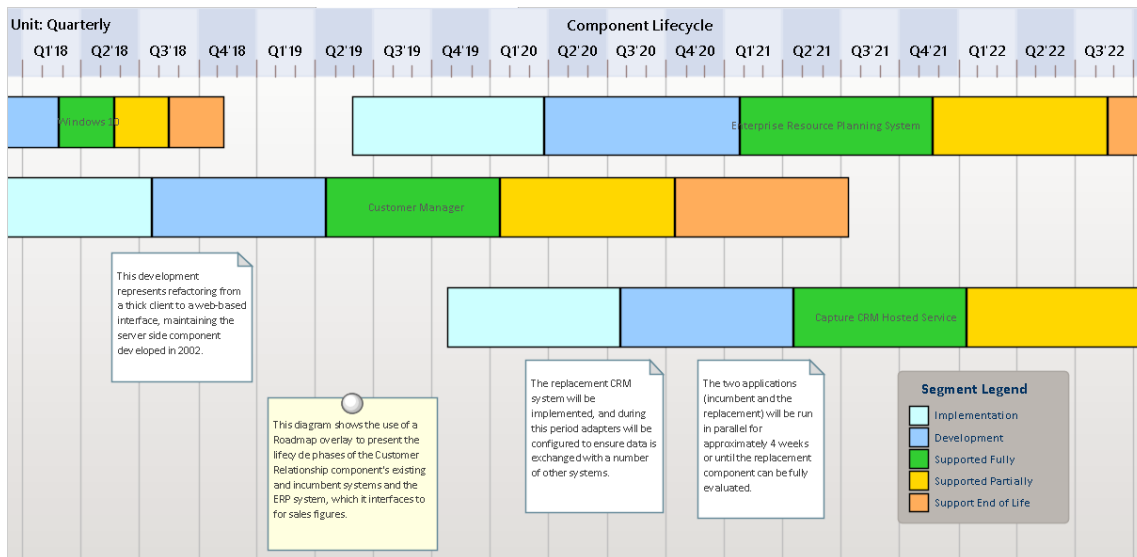 Unit: Quarterly
Component Lifecycle
Q1'18 Q2'18 Q3'18 Q4'18 Q1'19 Q2'19 Q3'19 Q4'19 Q1'20 Q2'20 Q3'20 Q4'20 Q1'21 Q2'21 Q3'21 Q4'21 Q1'22 Q2'22 Q3'22
Windows 10
Enterprise Resource Planning System
Customer Manager
This development
represents refactoring from
a thick client to a web-based
interface, maintaining the
server side component
developed in 2002.
Capture CRM Hosted Service
This diagram shows the use of a
Roadmap overlay to present the
lifecycle phases of the Customer
Relationship component's existing
and incumbent systems and the
ERP system, which it interfaces to
for sales figures.
The replacement CRM
system will be
implemented, and during
this period adapters will be
configured to ensure data is
exchanged with a number
of other systems.
The two applications
(incumbent and the
replacement) will be run
in parallel for
approximately 4 weeks
or until the replacement
component can be fully
evaluated.
Segment Legend
Implementation
Development
Supported Fully
Supported Partially
Support End of Life